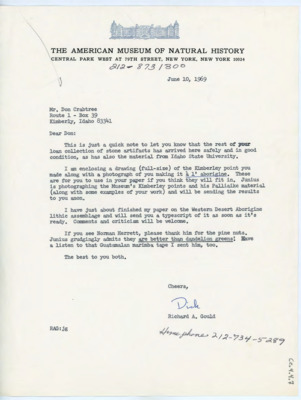 THE AMERICAN MUSEUM OF NATURAL HISTORY
CENTRAL PARK WEST AT 79TH STREET, NEW YORK, NEW YORK 10024
212-8731300
June 10, 1969
Mr. Don Crabtree
Route 1 - Box 39
Kimberly, Idaho 83341
Dear Don:
This is just a quick note to let you know that the rest of your
loan collection of stone artifacts has arrived here safely and in good
condition, as has also the material from Idaho State University.
I am enclosing a drawing (full-size) of the Kimberley point you
made along with a photograph of you making it à l'aborigine. These
are for you to use in your paper if you think they will fit in. Junius
is photographing the Museum's Kimberley points and his Palliaike material
(along with some examples of your work) and will be sending the results
to you soon.
I have just about finished my paper on the Western Desert Aborigine
lithic assemblage and will send you a typescript of it as soon as it's
ready. Comments and criticism will be welcome.
If you see Norman Herrett, please thank him for the pine nuts.
Junius grudgingly admits they are better than dandelion greens! Have
a listen to that Guatemalan marimba tape I sent him, too.
The best to you both.
Cheers,
Dick
Richard A. Gould
RAG:
Home phone: 212-734-5289